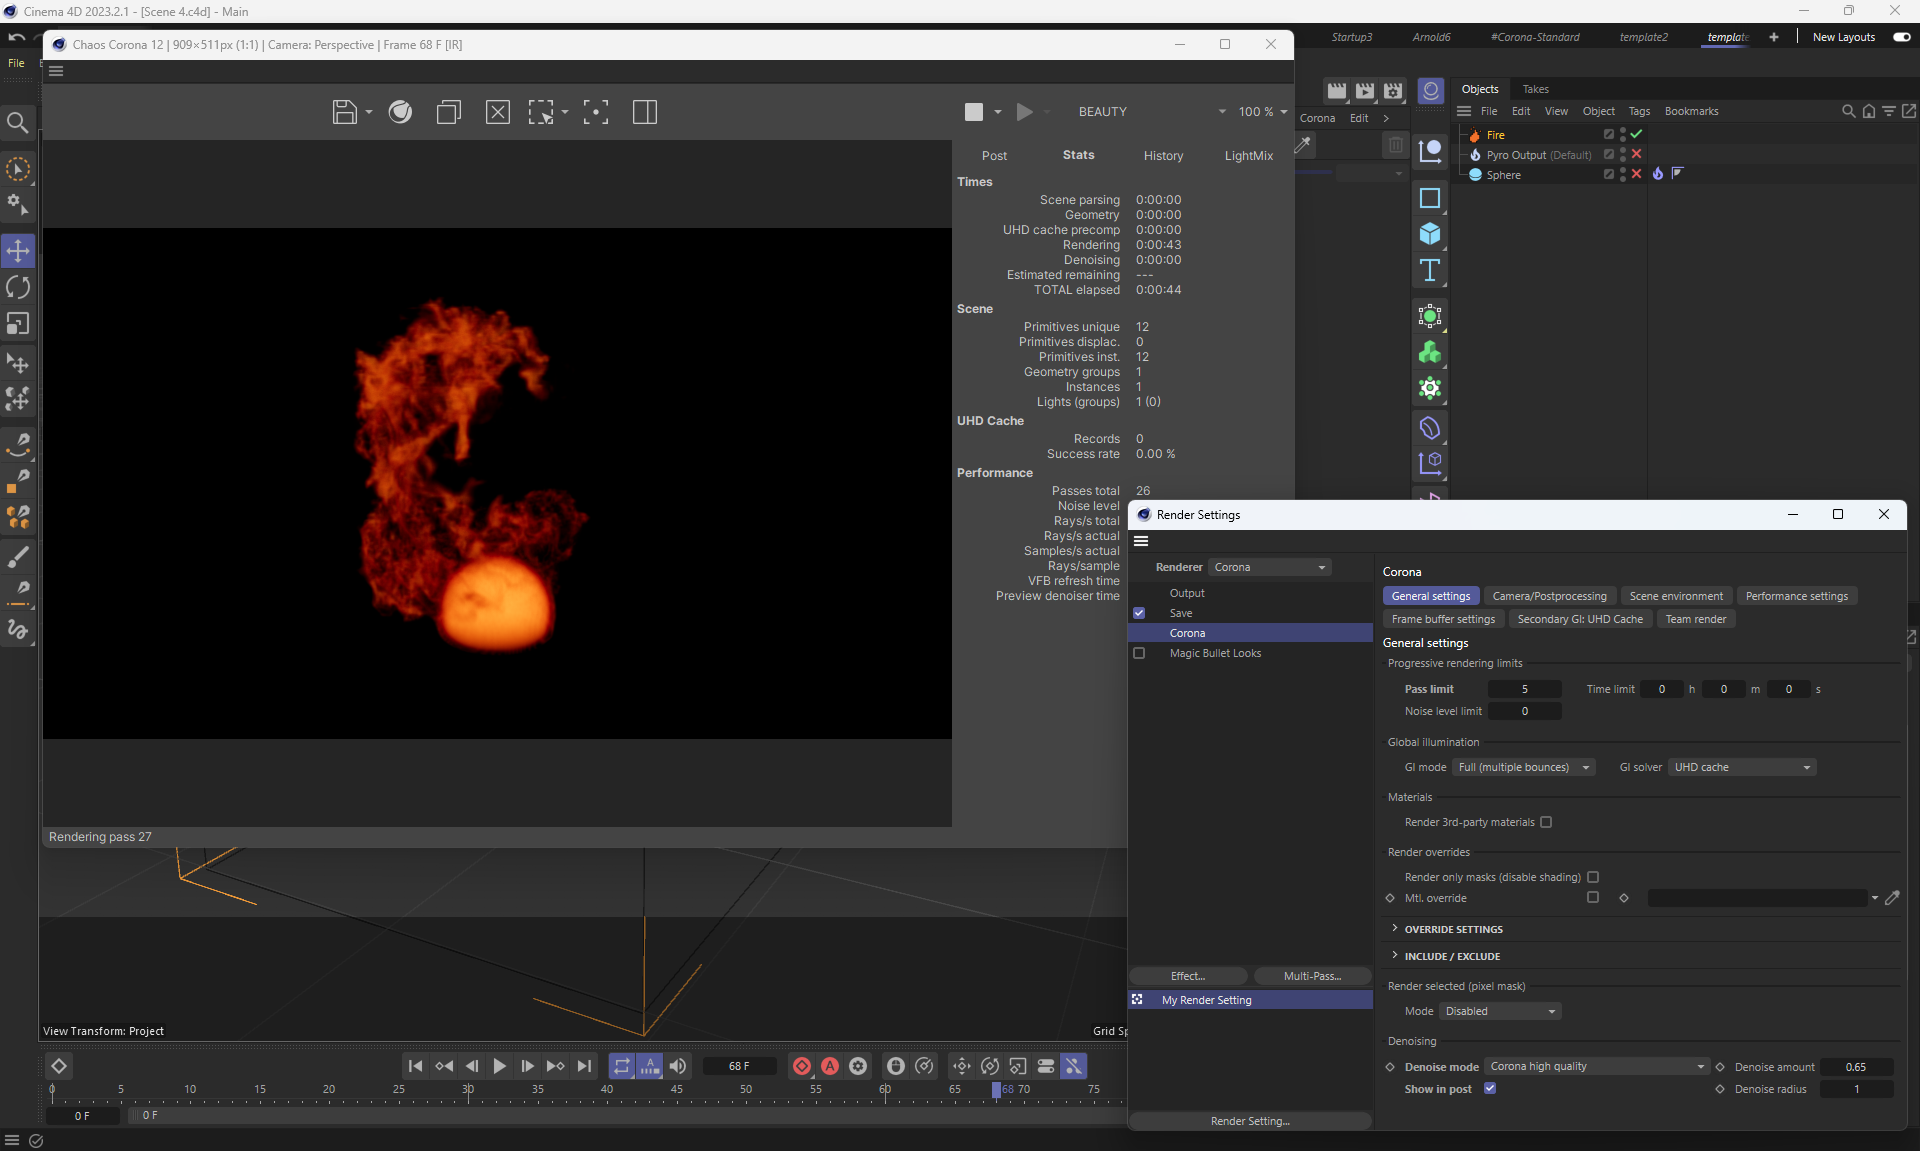 Cinema 4D 2023.2.1 - [Scene 4.c4d] - Main
Startup3 Arnold6 #Corona-Standard template2 template New Layouts
File
Chaos Corona 12 | 909×511px (1:1) | Camera: Perspective | Frame 68 F [IR]
BEAUTY 100 %
Post Stats History LightMix
Times
Scene parsing 0:00:00
Geometry 0:00:00
UHD cache precomp 0:00:00
Rendering 0:00:43
Denoising 0:00:00
Estimated remaining ---
TOTAL elapsed 0:00:44
Scene
Primitives unique 12
Primitives displac. 0
Primitives inst. 12
Geometry groups 1
Instances 1
Lights (groups) 1 (0)
UHD Cache
Records 0
Success rate 0.00 %
Performance
Passes total 26
Noise level
Rays/s total
Rays/s actual
Samples/s actual
Rays/sample
VFB refresh time
Preview denoiser time
Rendering pass 27
Corona Edit
Objects Takes
File Edit View Object Tags Bookmarks
Fire
Pyro Output (Default)
Sphere
Render Settings
Renderer Corona
Output
Save
Corona
Magic Bullet Looks
Effect... Multi-Pass...
My Render Setting
Render Setting...
Corona
General settings Camera/Postprocessing Scene environment Performance settings
Frame buffer settings Secondary GI: UHD Cache Team render
General settings
Progressive rendering limits
Pass limit 5 Time limit 0 h 0 m 0 s
Noise level limit 0
Global illumination
GI mode Full (multiple bounces) GI solver UHD cache
Materials
Render 3rd-party materials
Render overrides
Render only masks (disable shading)
Mtl. override
OVERRIDE SETTINGS
INCLUDE / EXCLUDE
Render selected (pixel mask)
Mode Disabled
Denoising
Denoise mode Corona high quality Denoise amount 0.65
Show in post Denoise radius 1
View Transform: Project
Grid Sp
68 F
0 5 10 15 20 25 30 35 40 45 50 55 60 65 68 70 75
0 F 0 F